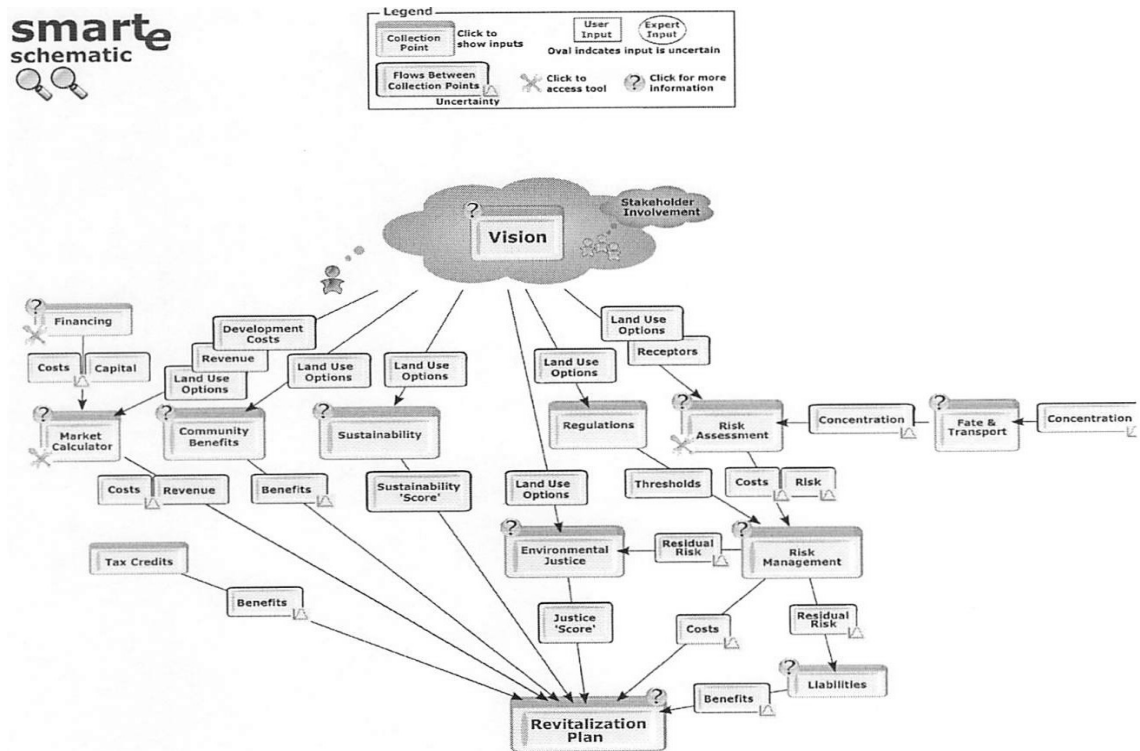 smarte
schematic
Legend
Collection
Point
Click to
show inputs
User
Input
Expert
Input
Oval indcates input is uncertain
Flows Between
Collection Points
Uncertainty
Click to
access tool
?
Click for more
information
Stakeholder
Involvement
?
Vision
?
Financing
Development
Costs
Revenue
Land Use
Options
Land Use
Options
Land Use
Options
Land Use
Options
Land Use
Options
Receptors
Costs
Capital
?
Market
Calculator
?
Community
Benefits
?
Sustainability
Regulations
?
Risk
Assessment
Concentration
?
Fate &
Transport
Concentration
Costs
Revenue
Benefits
Sustainability
'Score'
Land Use
Options
Thresholds
Costs
Risk
Tax Credits
?
Environmental
Justice
Residual
Risk
?
Risk
Management
Benefits
Justice
'Score'
Costs
Residual
Risk
?
Liabilities
Benefits
?
Revitalization
Plan